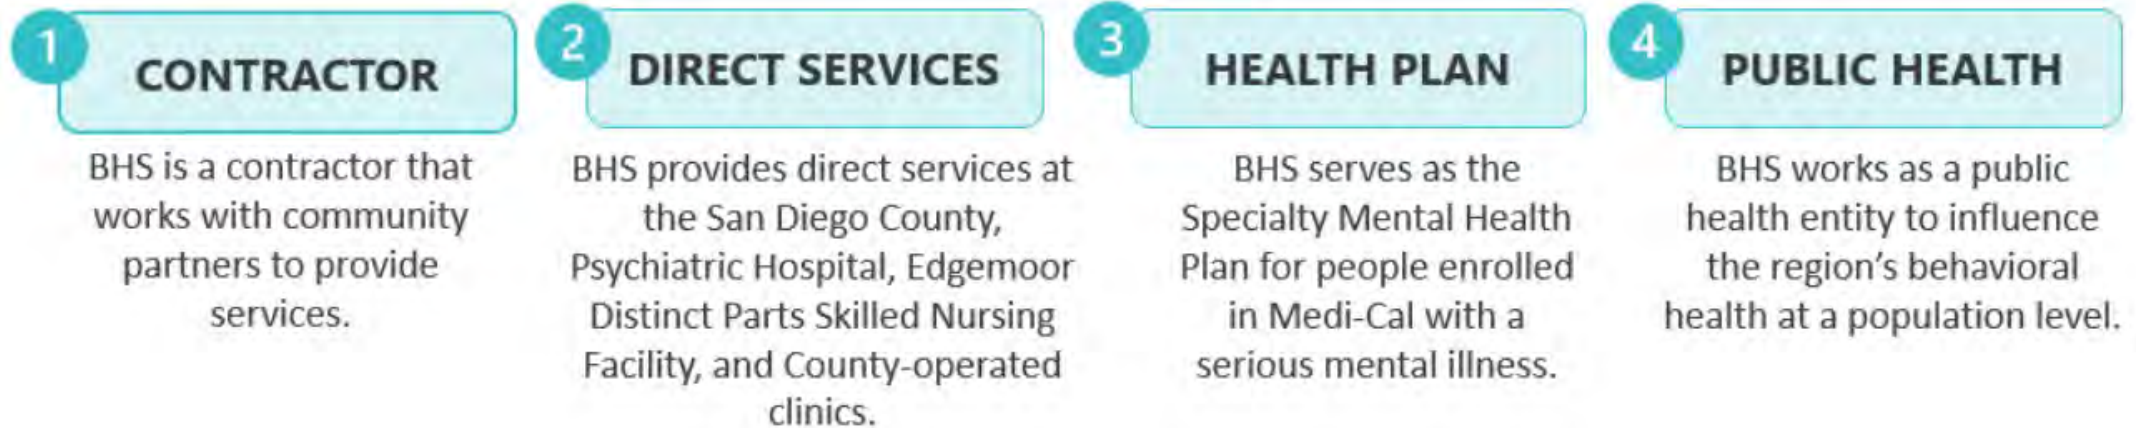 1
CONTRACTOR
BHS is a contractor that
works with community
partners to provide
services.
2
DIRECT SERVICES
BHS provides direct services at
the San Diego County,
Psychiatric Hospital, Edgemoor
Distinct Parts Skilled Nursing
Facility, and County-operated
clinics.
3
HEALTH PLAN
BHS serves as the
Specialty Mental Health
Plan for people enrolled
in Medi-Cal with a
serious mental illness.
4
PUBLIC HEALTH
BHS works as a public
health entity to influence
the region's behavioral
health at a population level.